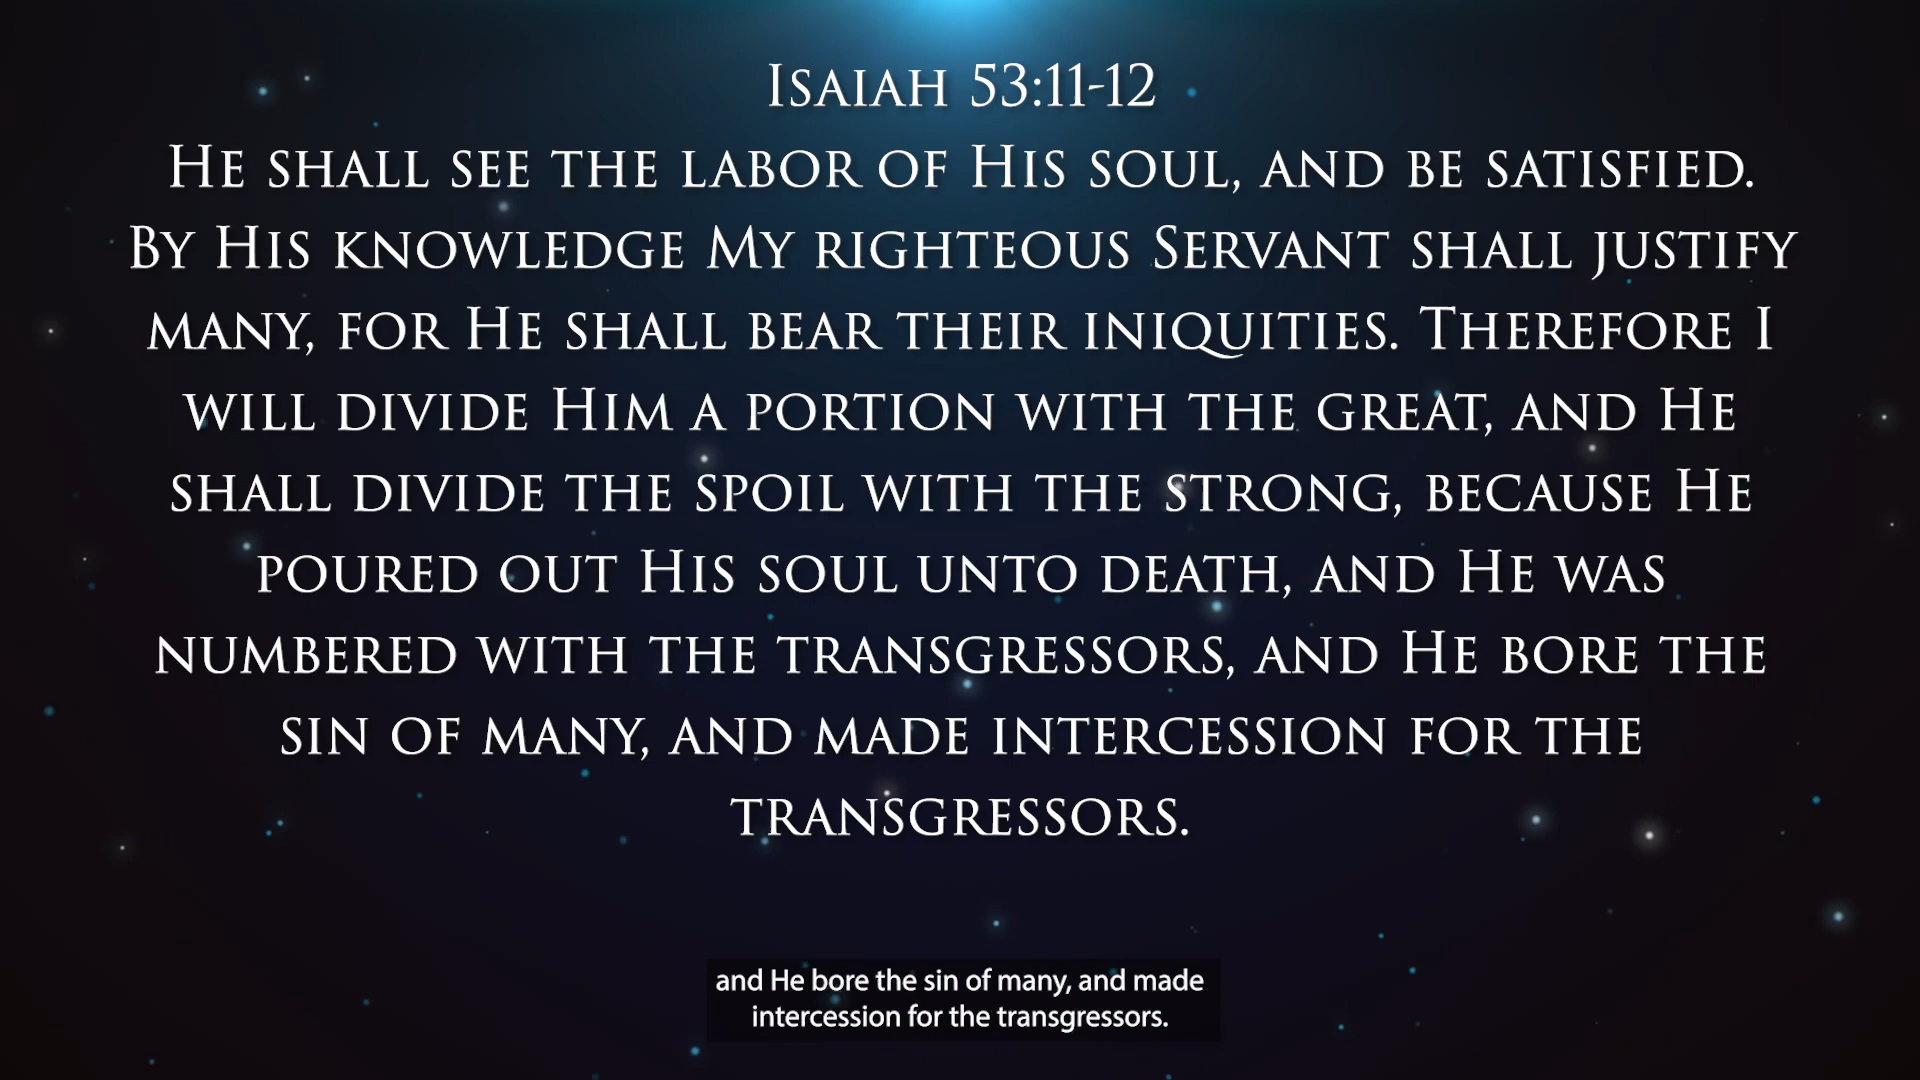 Isaiah 53:11-12
He shall see the labor of His soul, and be satisfied.
By His knowledge My righteous Servant shall justify
many, for He shall bear their iniquities. Therefore I
will divide Him a portion with the great, and He
shall divide the spoil with the strong, because He
poured out His soul unto death, and He was
numbered with the transgressors, and He bore the
sin of many, and made intercession for the
transgressors.
and He bore the sin of many, and made
intercession for the transgressors.